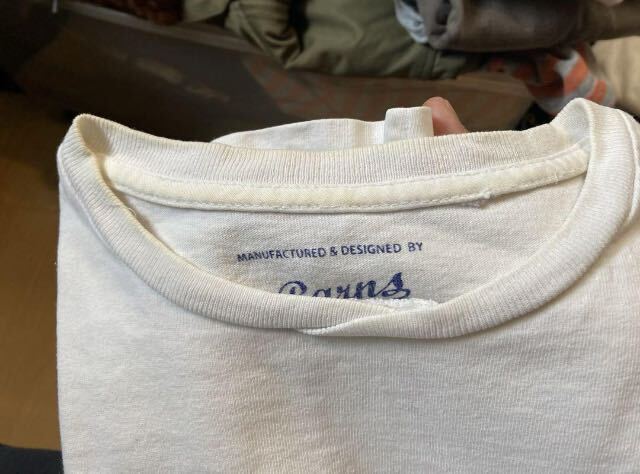 MANUFACTURED & DESIGNED BY
Barns